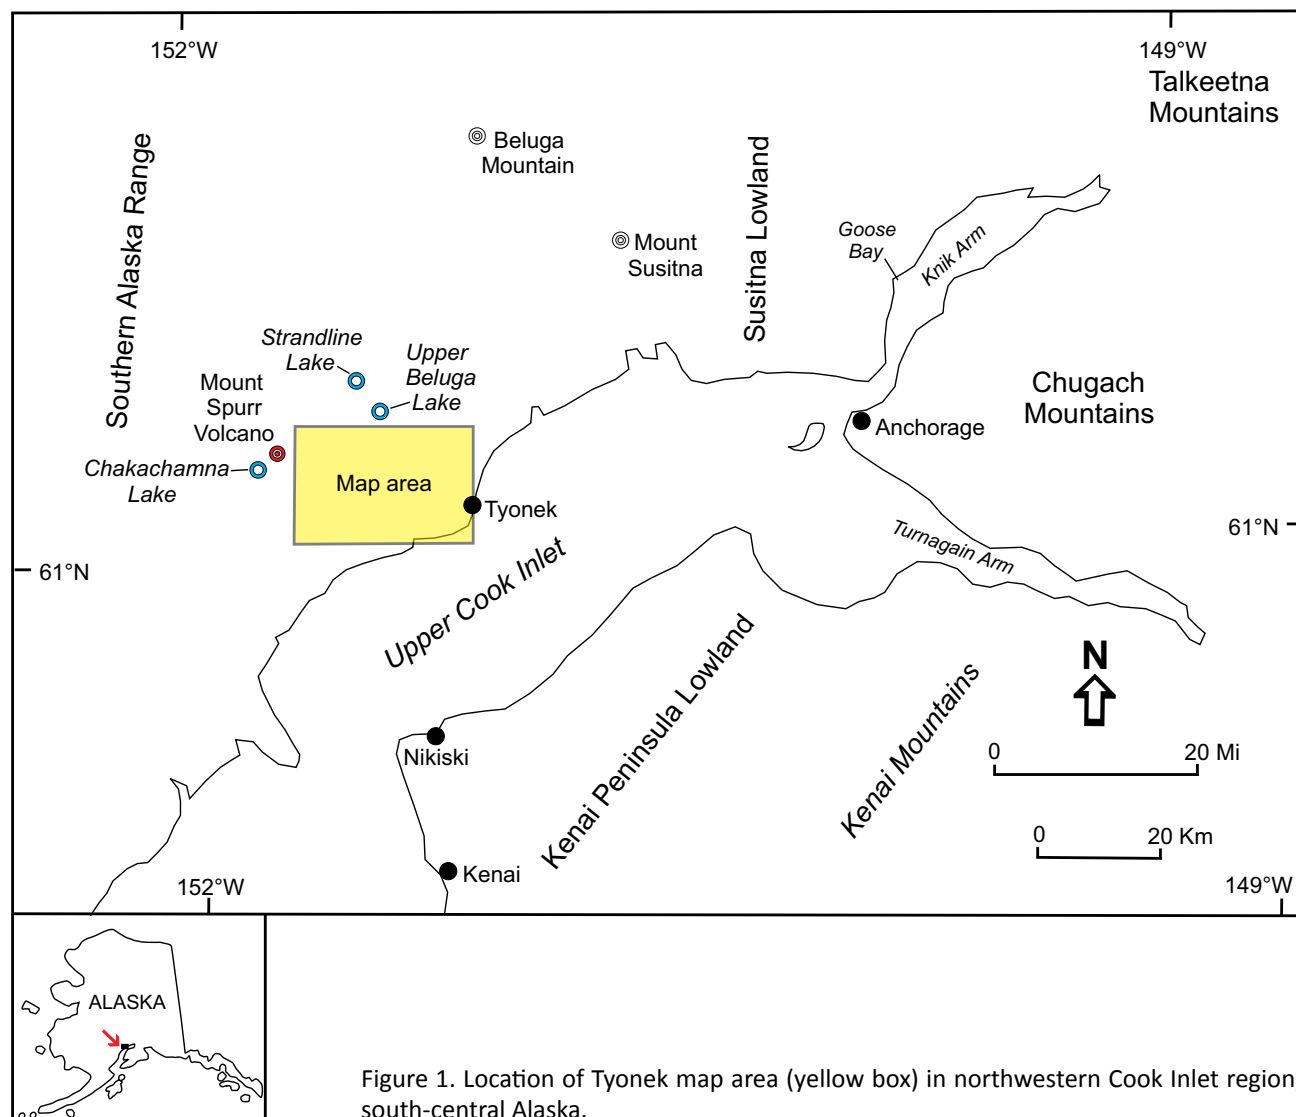 152°W
149°W
Talkeetna
Mountains
Beluga
Mountain
Southern Alaska Range
Susitna Lowland
Mount
Susitna
Goose
Bay
Knik Arm
Strandline
Lake
Upper
Beluga
Lake
Mount
Spurr
Volcano
Chugach
Mountains
Anchorage
Chakachamna
Lake
Map area
Tyonek
61°N
Turnagain Arm
61°N
Upper Cook Inlet
Kenai Peninsula Lowland
Kenai Mountains
N
0 20 Mi
Nikiski
0 20 Km
Kenai
152°W
149°W
ALASKA
Figure 1. Location of Tyonek map area (yellow box) in northwestern Cook Inlet region
south-central Alaska.